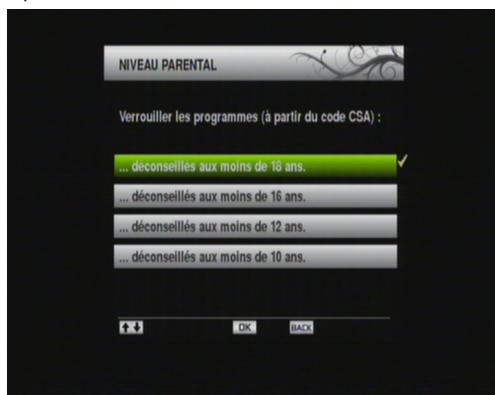 NIVEAU PARENTAL
Verrouiller les programmes (à partir du code CSA) :
... déconseillés aux moins de 18 ans.
... déconseillés aux moins de 16 ans.
... déconseillés aux moins de 12 ans.
... déconseillés aux moins de 10 ans.
OK BACK